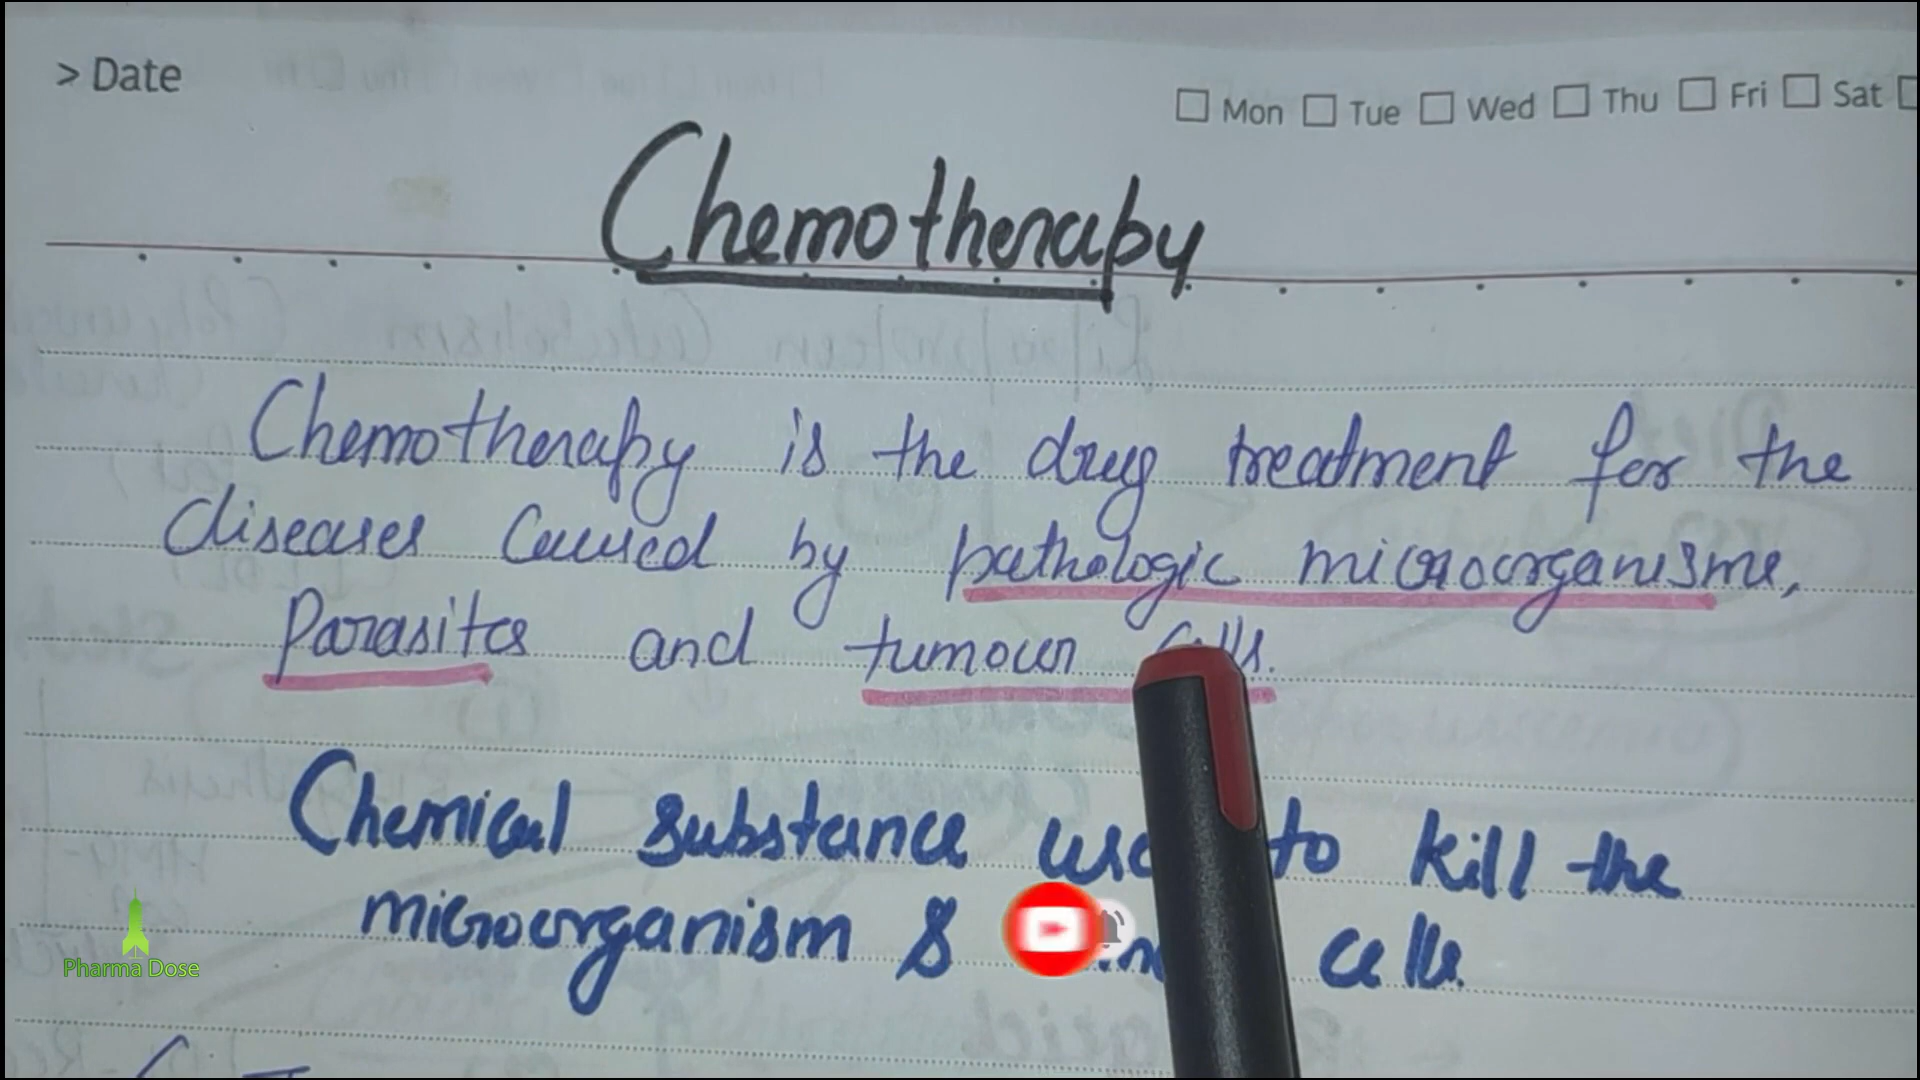 > Date
Mon Tue Wed Thu Fri Sat
Chemotherapy
Chemotherapy is the drug treatment for the
diseases caused by pathologic microorganisms,
Parasites and tumour cells.
Chemical substance to kill the
microorganism & cells.
Pharma Dose